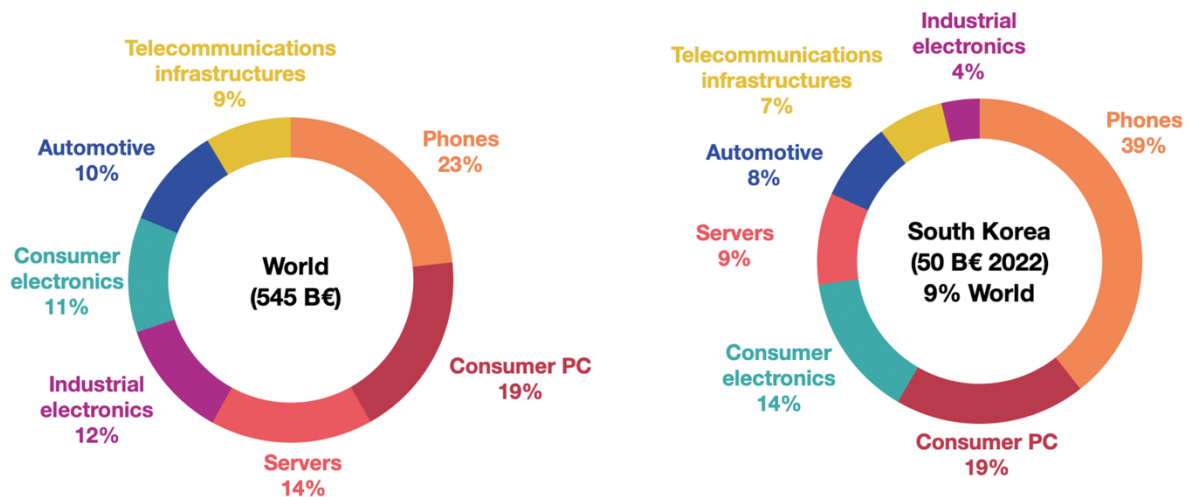 Telecommunications
infrastructures
9%
Phones
23%
Automotive
10%
Consumer
electronics
11%
World
(545 B€)
Consumer PC
19%
Industrial
electronics
12%
Servers
14%
Industrial
electronics
4%
Telecommunications
infrastructures
7%
Phones
39%
Automotive
8%
Servers
9%
South Korea
(50 B€ 2022)
9% World
Consumer
electronics
14%
Consumer PC
19%